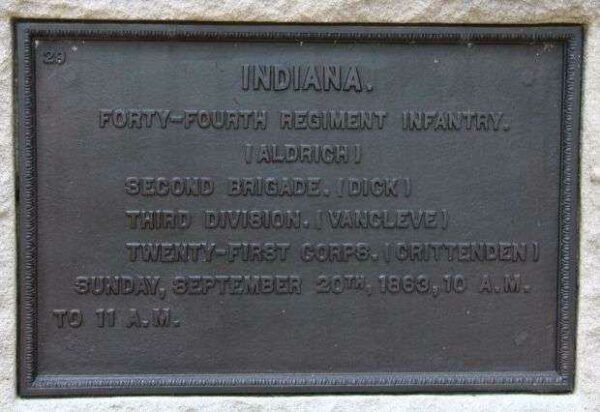 29
INDIANA.
FORTY-FOURTH REGIMENT INFANTRY.
[ALDRICH]
SECOND BRIGADE. [DICK]
THIRD DIVISION. [VANCLEVE]
TWENTY-FIRST CORPS. [CRITTENDEN]
SUNDAY, SEPTEMBER 20TH, 1863, 10 A.M.
TO 11 A.M.